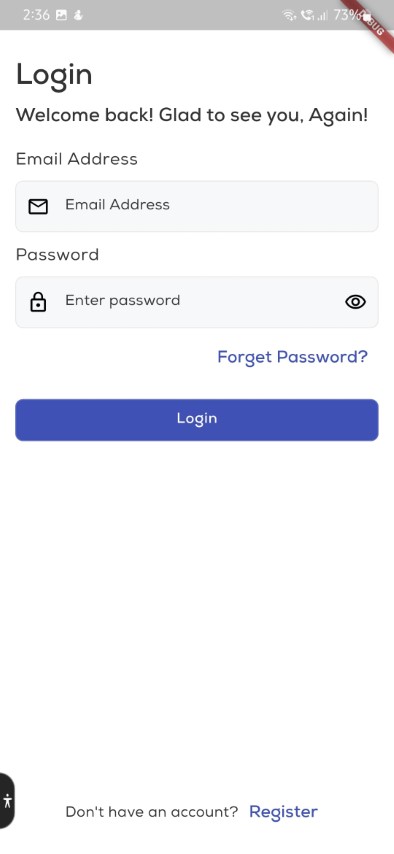 2:36
73%
BUG
Login
Welcome back! Glad to see you, Again!
Email Address
Email Address
Password
Enter password
Forget Password?
Login
Don't have an account? Register